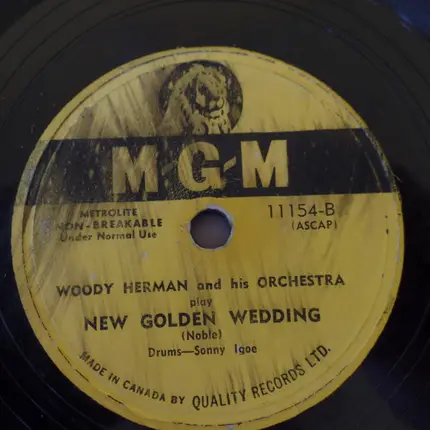 M-G-M
METROLITE
NON-BREAKABLE
Under Normal Use
11154-B
(ASCAP)
WOODY HERMAN and his ORCHESTRA
play
NEW GOLDEN WEDDING
(Noble)
Drums—Sonny Igoe
MADE IN CANADA BY QUALITY RECORDS LTD.